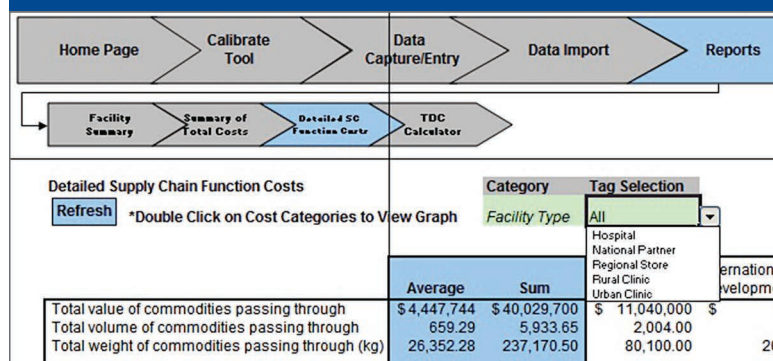 Home Page
Calibrate
Tool
Data
Capture/Entry
Data Import
Reports
Facility
Summary
Summary of
Total Costs
Detailed SC
Function Costs
TDC
Calculator
Detailed Supply Chain Function Costs
Category Tag Selection
Refresh *Double Click on Cost Categories to View Graph Facility Type All
Hospital
National Partner
Regional Store
Rural Clinic
Urban Clinic
Average Sum
Total value of commodities passing through $4,447,744 $40,029,700 $ 11,040,000 $
Total volume of commodities passing through 659.29 5,933.65 2,004.00
Total weight of commodities passing through (kg) 26,352.28 237,170.50 80,100.00